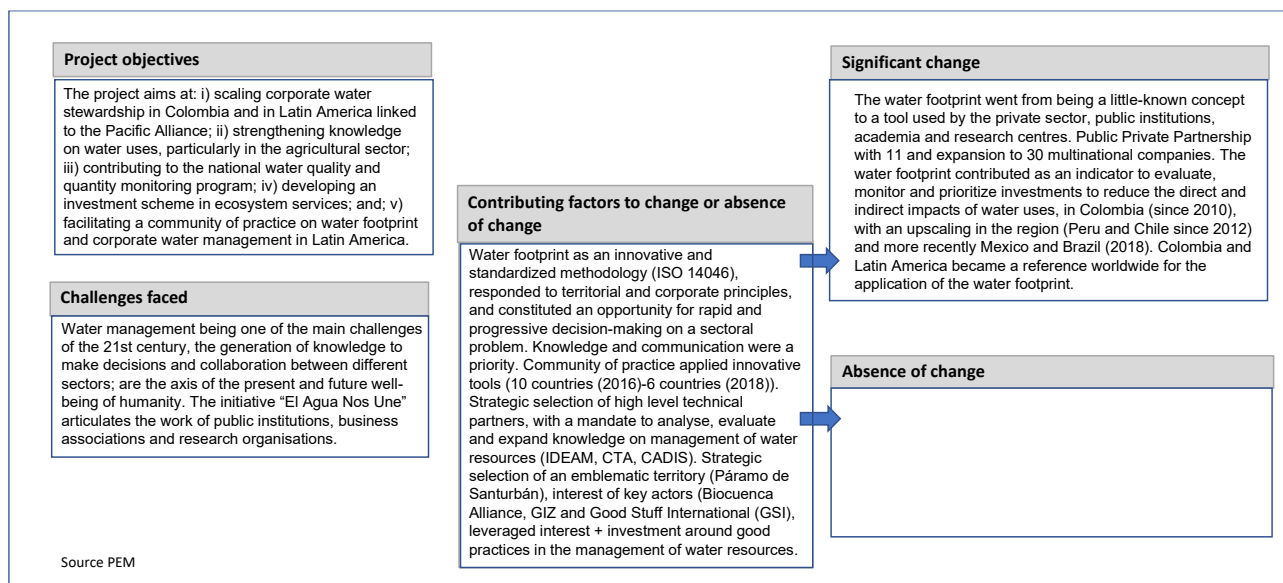 Project objectives
The project aims at: i) scaling corporate water
stewardship in Colombia and in Latin America linked
to the Pacific Alliance; ii) strengthening knowledge
on water uses, particularly in the agricultural sector;
iii) contributing to the national water quality and
quantity monitoring program; iv) developing an
investment scheme in ecosystem services; and; v)
facilitating a community of practice on water footprint
and corporate water management in Latin America.
Challenges faced
Water management being one of the main challenges
of the 21st century, the generation of knowledge to
make decisions and collaboration between different
sectors; are the axis of the present and future well-
being of humanity. The initiative “El Agua Nos Une”
articulates the work of public institutions, business
associations and research organisations.
Contributing factors to change or absence
of change
Water footprint as an innovative and
standardized methodology (ISO 14046),
responded to territorial and corporate principles,
and constituted an opportunity for rapid and
progressive decision-making on a sectoral
problem. Knowledge and communication were a
priority. Community of practice applied innovative
tools (10 countries (2016)-6 countries (2018)).
Strategic selection of high level technical
partners, with a mandate to analyse, evaluate
and expand knowledge on management of water
resources (IDEAM, CTA, CADIS). Strategic
selection of an emblematic territory (Páramo de
Santurbán), interest of key actors (Biocuenca
Alliance, GIZ and Good Stuff International (GSI),
leveraged interest + investment around good
practices in the management of water resources.
Significant change
The water footprint went from being a little-known concept
to a tool used by the private sector, public institutions,
academia and research centres. Public Private Partnership
with 11 and expansion to 30 multinational companies. The
water footprint contributed as an indicator to evaluate,
monitor and prioritize investments to reduce the direct and
indirect impacts of water uses, in Colombia (since 2010),
with an upscaling in the region (Peru and Chile since 2012)
and more recently Mexico and Brazil (2018). Colombia and
Latin America became a reference worldwide for the
application of the water footprint.
Absence of change
Source PEM